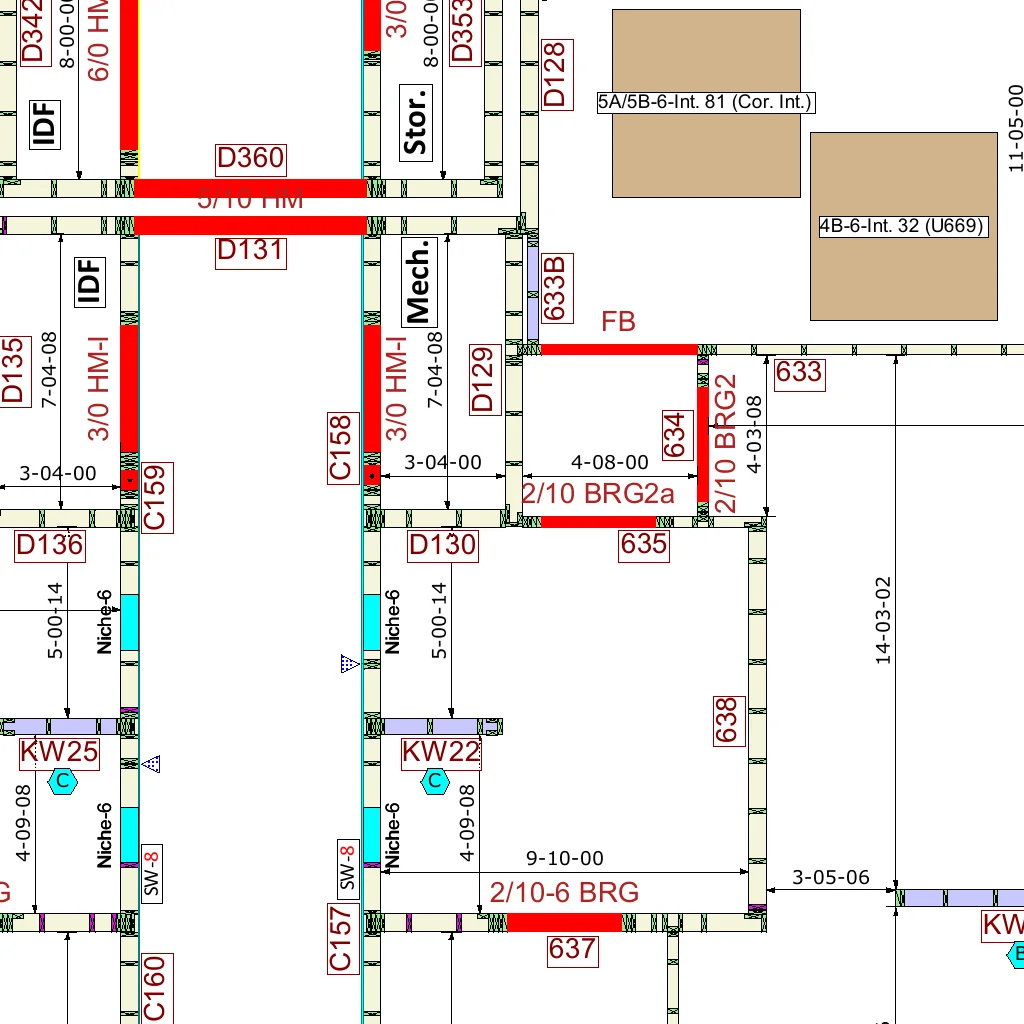 D342
8-00-00
6/0 HM
3/0
8-00-00
D353
D128
5A/5B-6-Int. 81 (Cor. Int.)
11-05-00
IDF
Stor.
D360
5/10 HM
D131
4B-6-Int. 32 (U669)
IDF
Mech.
633B
FB
D135
7-04-08
3/0 HM-I
3/0 HM-I
7-04-08
D129
633
634
2/10 BRG2
4-03-08
C158
C159
3-04-00
3-04-00
4-08-00
2/10 BRG2a
D136
D130
635
5-00-14
Niche-6
Niche-6
5-00-14
14-03-02
638
KW25
KW22
C
C
4-09-08
Niche-6
Niche-6
4-09-08
SW-8
SW-8
9-10-00
3-05-06
2/10-6 BRG
G
C157
637
KW
C160